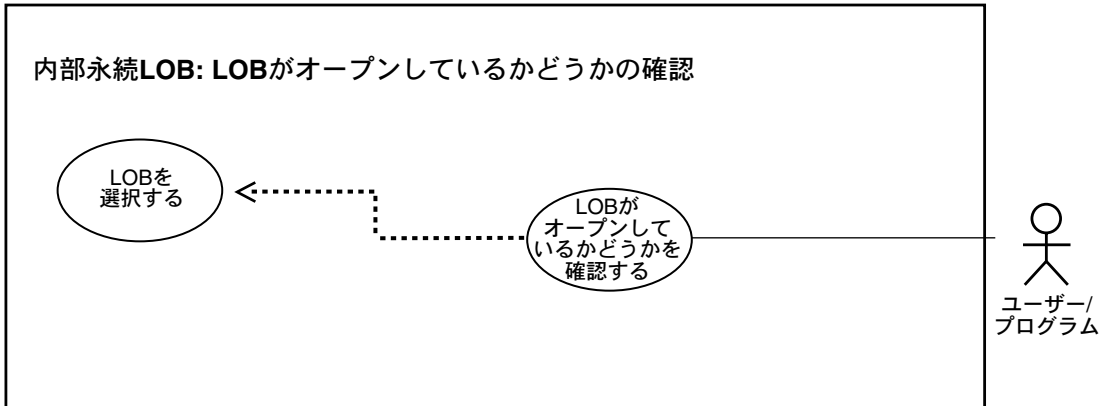 内部永続LOB: LOBがオープンしているかどうかの確認
LOBを
選択する
LOBが
オープンして
いるかどうかを
確認する
ユーザー/
プログラム